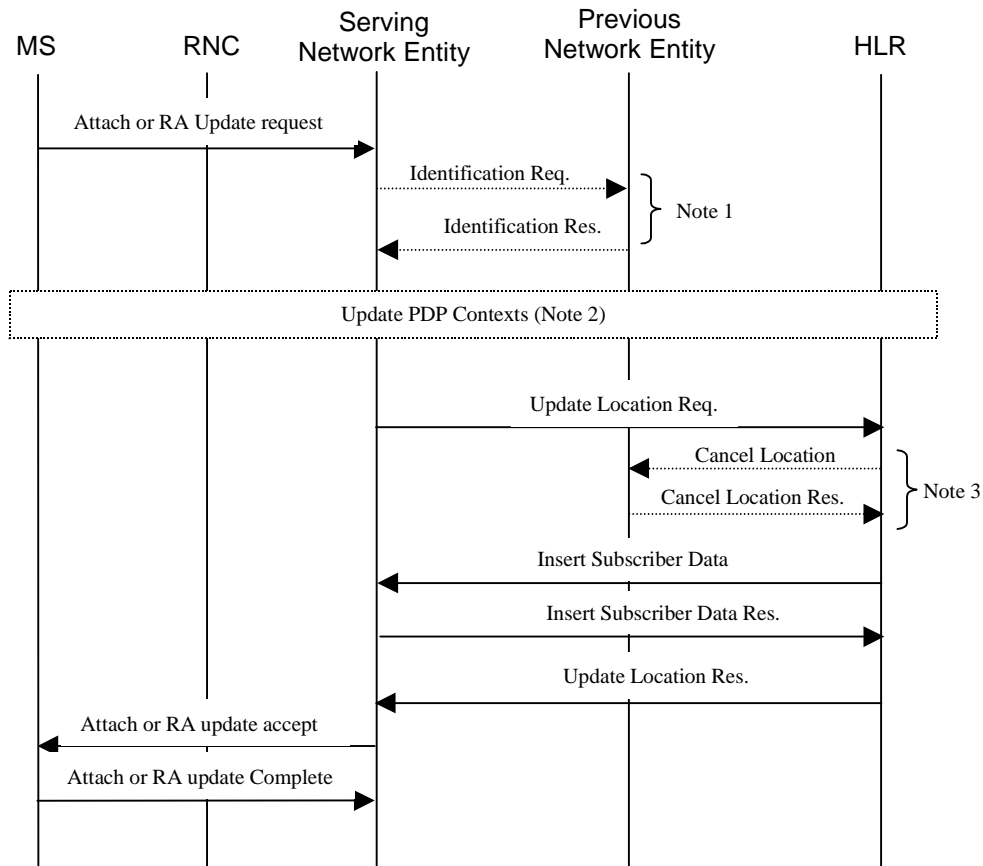 MS
RNC
Serving
Network Entity
Previous
Network Entity
HLR
Attach or RA Update request
Identification Req.
Note 1
Identification Res.
Update PDP Contexts (Note 2)
Update Location Req.
Cancel Location
Note 3
Cancel Location Res.
Insert Subscriber Data
Insert Subscriber Data Res.
Update Location Res.
Attach or RA update accept
Attach or RA update Complete